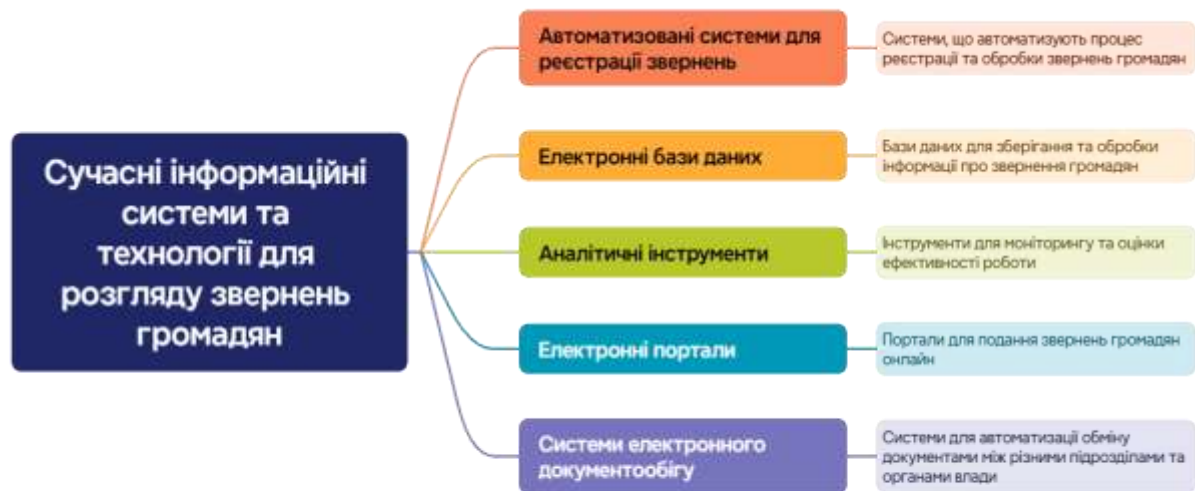 Сучасні інформаційні
системи та
технології для
розгляду звернень
громадян
Автоматизовані системи для
реєстрації звернень
Системи, що автоматизують процес
реєстрації та обробки звернень громадян
Електронні бази даних
Бази даних для зберігання та обробки
інформації про звернення громадян
Аналітичні інструменти
Інструменти для моніторингу та оцінки
ефективності роботи
Електронні портали
Портали для подання звернень громадян
онлайн
Системи електронного
документообігу
Системи для автоматизації обміну
документами між різними підрозділами та
органами влади